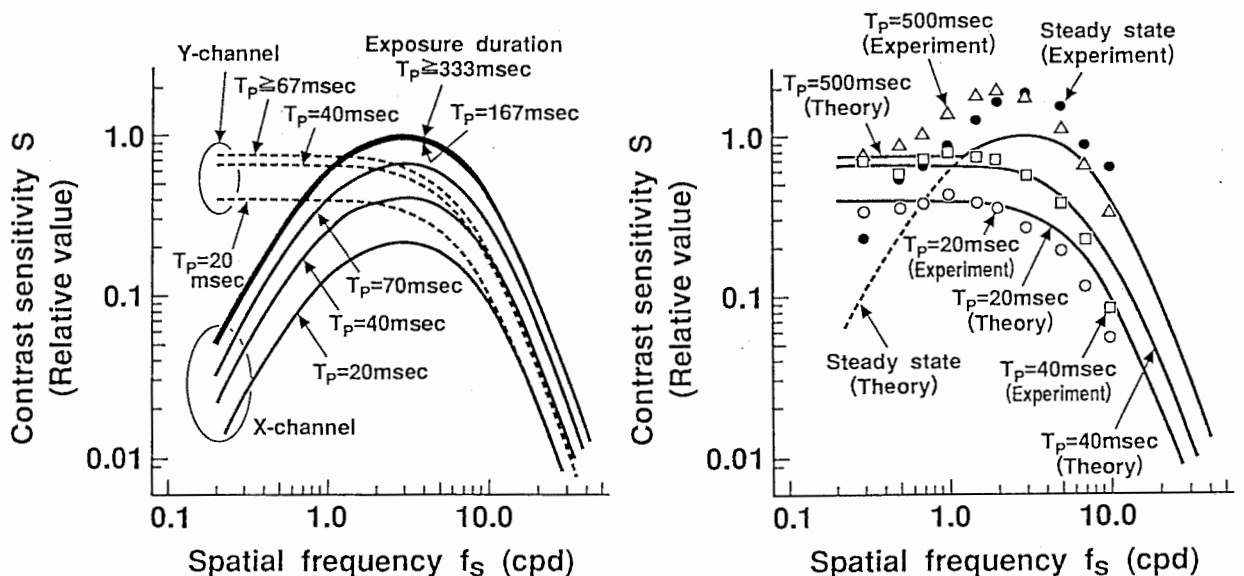 Y-channel
T_P≧67msec
T_P=40msec
Exposure duration
T_P≧333msec
T_P=167msec
T_P=20
msec
T_P=70msec
T_P=40msec
T_P=20msec
X-channel
Contrast sensitivity S
(Relative value)
1.0
0.1
0.01
0.1
1.0
10.0
Spatial frequency f_S (cpd)
T_P=500msec
(Experiment)
Steady state
(Experiment)
T_P=500msec
(Theory)
T_P=20msec
(Experiment)
T_P=20msec
(Theory)
Steady state
(Theory)
T_P=40msec
(Experiment)
T_P=40msec
(Theory)
Contrast sensitivity S
(Relative value)
1.0
0.1
0.01
0.1
1.0
10.0
Spatial frequency f_S (cpd)